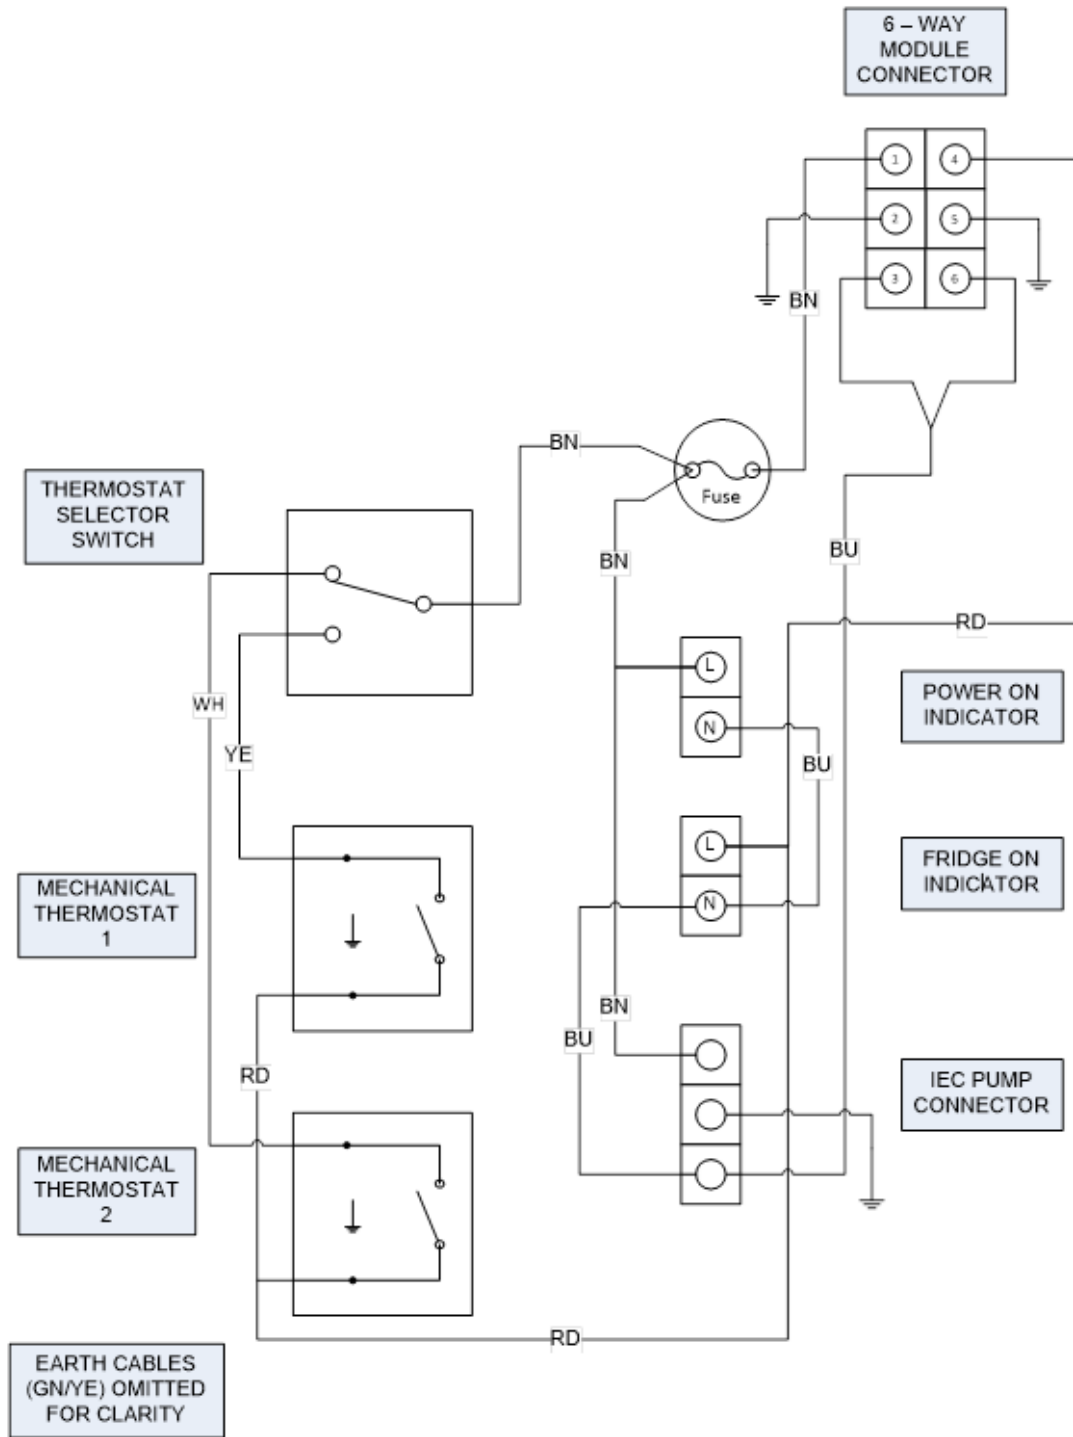 6 – WAY
MODULE
CONNECTOR
1
4
2
5
3
6
BN
BN
Fuse
THERMOSTAT
SELECTOR
SWITCH
BU
BN
RD
L
POWER ON
INDICATOR
WH
N
YE
BU
L
FRIDGE ON
INDICATOR
MECHANICAL
THERMOSTAT
1
N
BN
BU
RD
IEC PUMP
CONNECTOR
MECHANICAL
THERMOSTAT
2
RD
EARTH CABLES
(GN/YE) OMITTED
FOR CLARITY